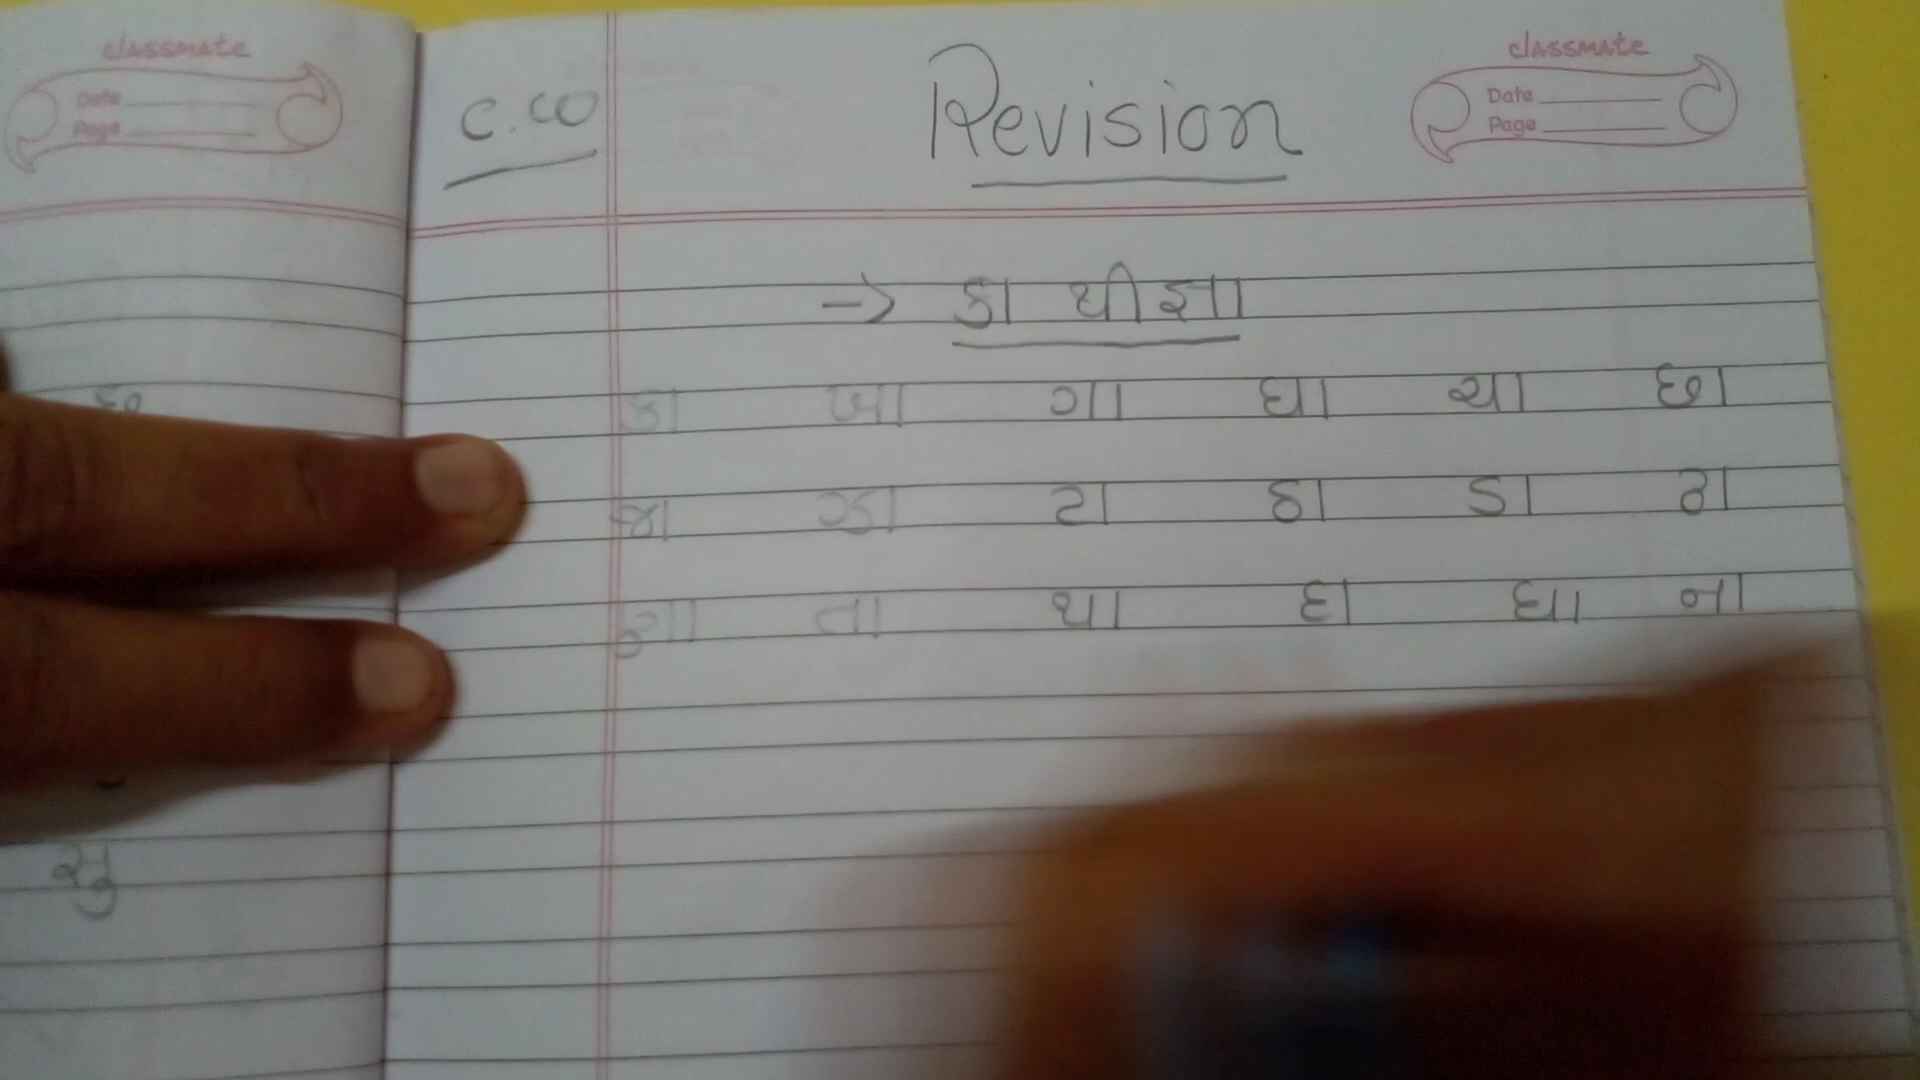 classmate
Date
Page
છ
સુ
classmate
Date
Page
C.W
Revision
→ કા થી જ્ઞા
કા ખા ગા ઘા ચા છા
જા ઝા ટા ઠા ડા ઢા
ણા તા થા દા ધા ના